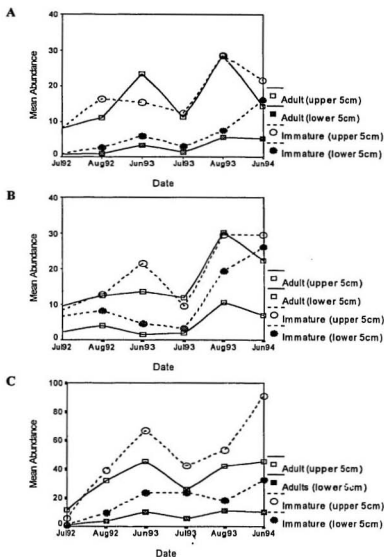 A
40
30
20
10
0
Mean Abundance
Jul92 Aug92 Jun93 Jul93 Aug93 Jun94
Date
Adult (upper 5cm)
Adult (lower 5cm)
Immature (upper 5cm)
Immature (lower 5cm)
B
40
30
20
10
0
Mean Abundance
Jul92 Aug92 Jun93 Jul93 Aug93 Jun94
Date
Adult (upper 5cm)
Adult (lower 5cm)
Immature (upper 5cm)
Immature (lower 5cm)
C
100
80
60
40
20
0
Mean Abundance
Jul92 Aug92 Jun93 Jul93 Aug93 Jun94
Date
Adult (upper 5cm)
Adults (lower 5cm)
Immature (upper 5cm)
Immature (lower 5cm)